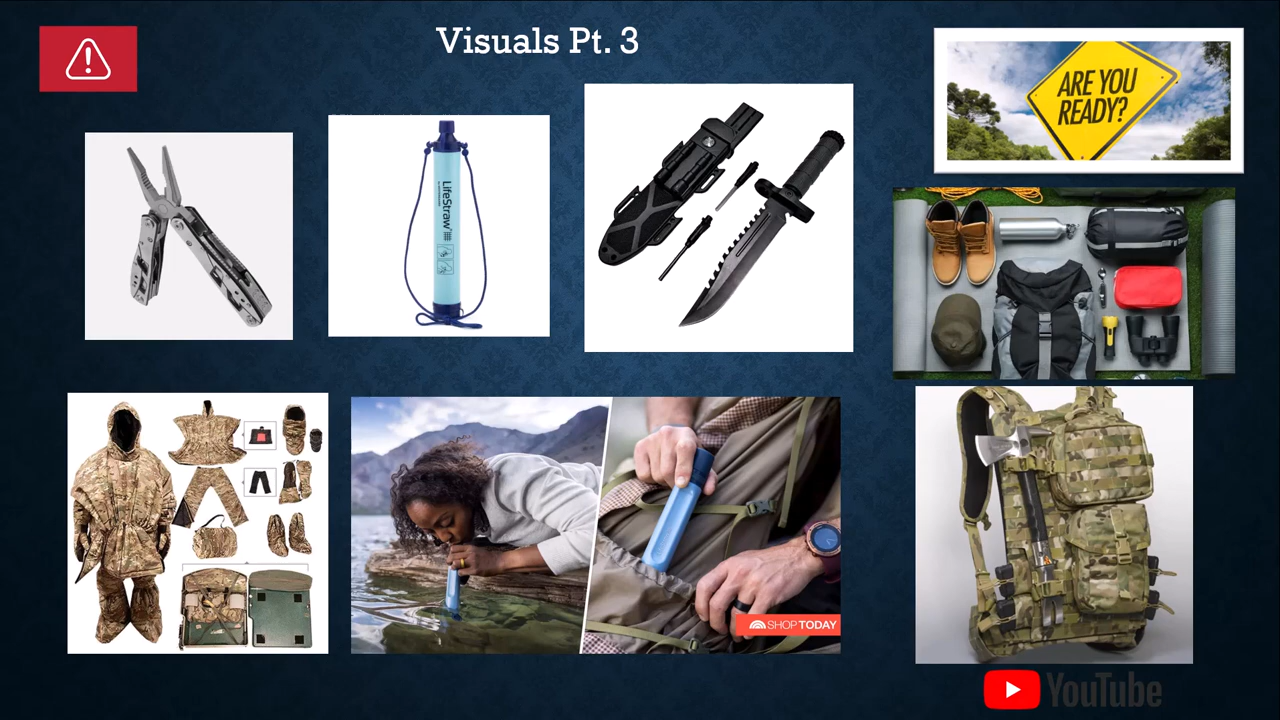 Visuals Pt. 3
ARE YOU
READY?
LifeStraw
SHOP TODAY
YouTube